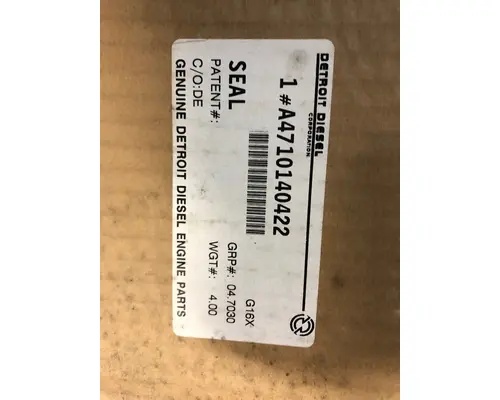 DETROIT DIESEL
CORPORATION
1 #A4710140422
G16X
SEAL GRP#: 04.7030
PATENT#: WGT#: 4.00
C/O:DE
GENUINE DETROIT DIESEL ENGINE PARTS